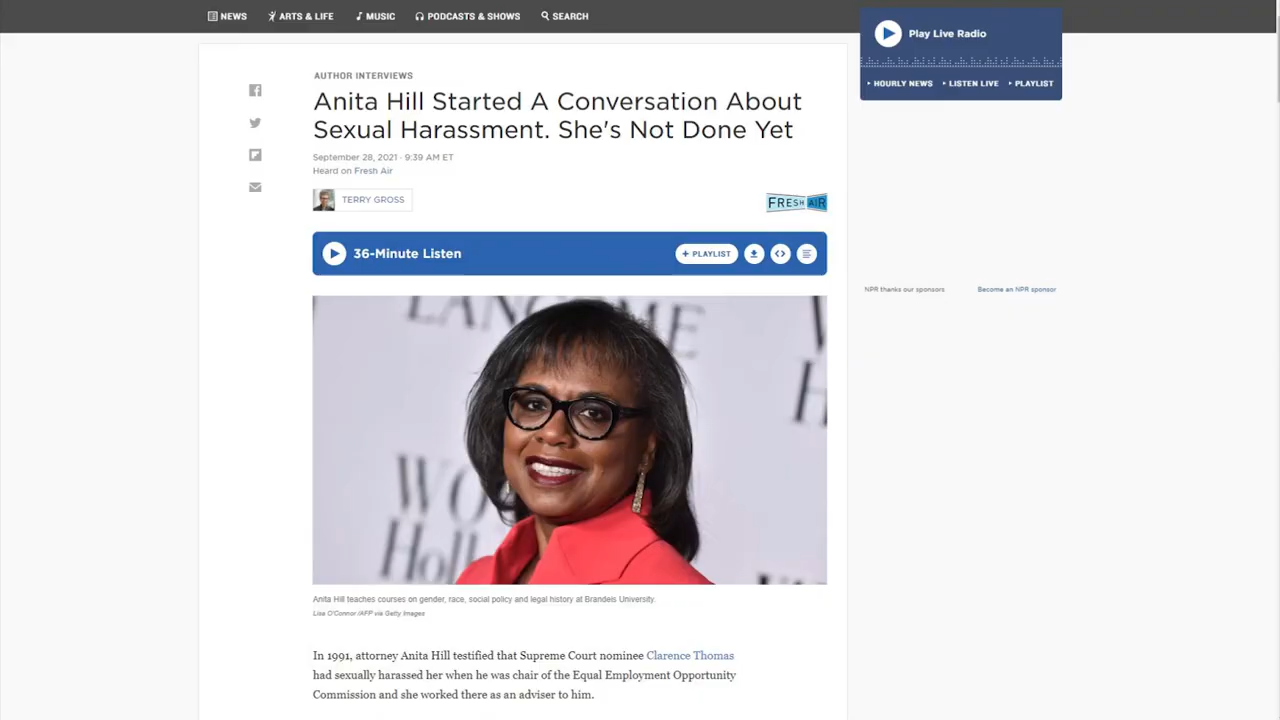 NEWS ARTS & LIFE MUSIC PODCASTS & SHOWS SEARCH
Play Live Radio
HOURLY NEWS LISTEN LIVE PLAYLIST
AUTHOR INTERVIEWS
Anita Hill Started A Conversation About
Sexual Harassment. She's Not Done Yet
September 28, 2021 · 9:39 AM ET
Heard on Fresh Air
TERRY GROSS
FRESH AIR
36-Minute Listen
+ PLAYLIST
NPR thanks our sponsors
Become an NPR sponsor
Anita Hill teaches courses on gender, race, social policy and legal history at Brandeis University.
Lisa O'Connor /AFP via Getty Images
In 1991, attorney Anita Hill testified that Supreme Court nominee Clarence Thomas
had sexually harassed her when he was chair of the Equal Employment Opportunity
Commission and she worked there as an adviser to him.